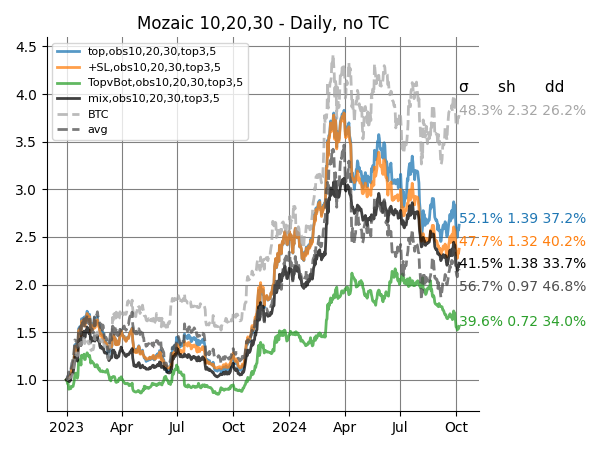 Mozaic 10,20,30 - Daily, no TC
4.5
4.0
3.5
3.0
2.5
2.0
1.5
1.0
top,obs10,20,30,top3,5
+SL,obs10,20,30,top3,5
TopvBot,obs10,20,30,top3,5
mix,obs10,20,30,top3,5
BTC
avg
σ sh dd
48.3% 2.32 26.2%
52.1% 1.39 37.2%
47.7% 1.32 40.2%
41.5% 1.38 33.7%
56.7% 0.97 46.8%
39.6% 0.72 34.0%
2023 Apr Jul Oct 2024 Apr Jul Oct